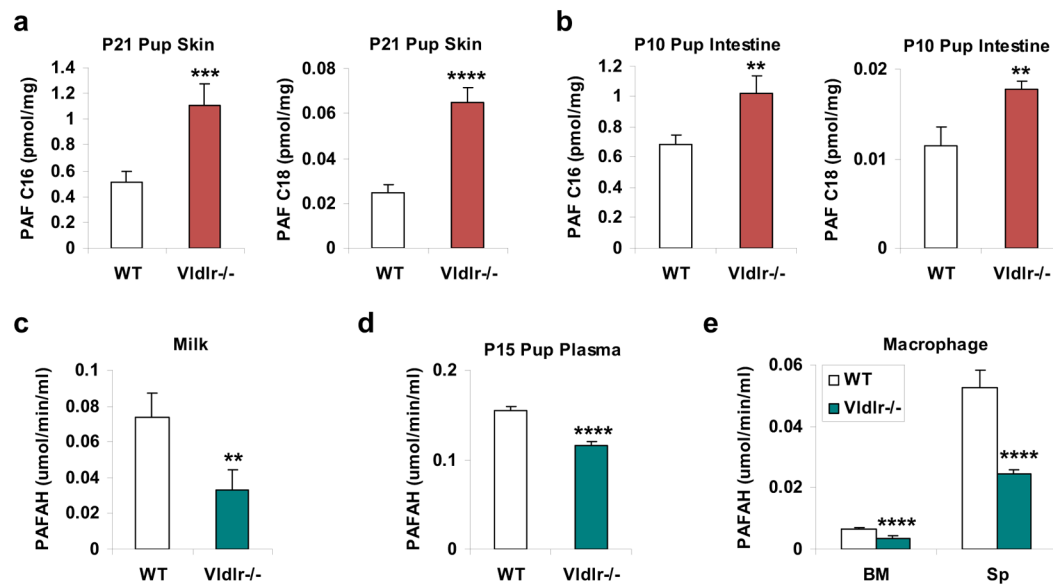 a
P21 Pup Skin
PAF C16 (pmol/mg)
1.4
1.2
1
0.8
0.6
0.4
0.2
0
***
WT
Vldlr-/-
P21 Pup Skin
PAF C18 (pmol/mg)
0.08
0.06
0.04
0.02
0
****
WT
Vldlr-/-
b
P10 Pup Intestine
PAF C16 (pmol/mg)
1.2
1
0.8
0.6
0.4
0.2
0
**
WT
Vldlr-/-
P10 Pup Intestine
PAF C18 (pmol/mg)
0.02
0.01
0
**
WT
Vldlr-/-
c
Milk
PAFAH (umol/min/ml)
0.1
0.08
0.06
0.04
0.02
0
**
WT
Vldlr-/-
d
P15 Pup Plasma
PAFAH (umol/min/ml)
0.2
0.1
0
****
WT
Vldlr-/-
e
Macrophage
PAFAH (umol/min/ml)
0.06
0.04
0.02
0
WT
Vldlr-/-
****
****
BM
Sp